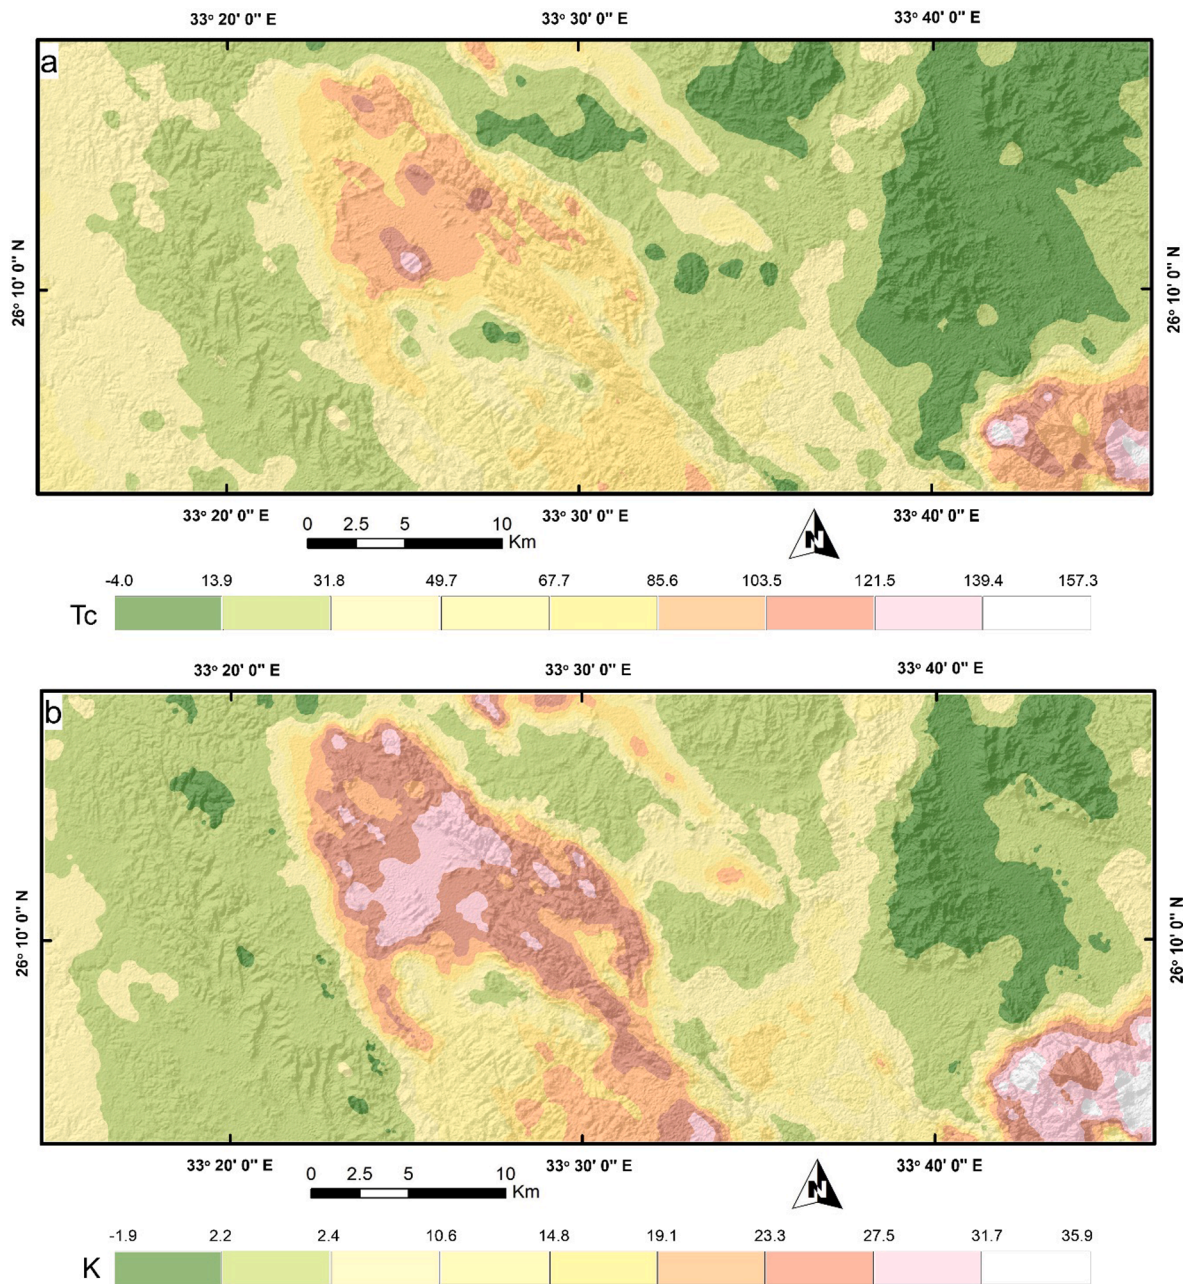 33° 20' 0" E 33° 30' 0" E 33° 40' 0" E
a
26° 10' 0" N 26° 10' 0" N
33° 20' 0" E 33° 30' 0" E 33° 40' 0" E
0 2.5 5 10
Km
N
-4.0 13.9 31.8 49.7 67.7 85.6 103.5 121.5 139.4 157.3
Tc
33° 20' 0" E 33° 30' 0" E 33° 40' 0" E
b
26° 10' 0" N 26° 10' 0" N
33° 20' 0" E 33° 30' 0" E 33° 40' 0" E
0 2.5 5 10
Km
N
-1.9 2.2 2.4 10.6 14.8 19.1 23.3 27.5 31.7 35.9
K